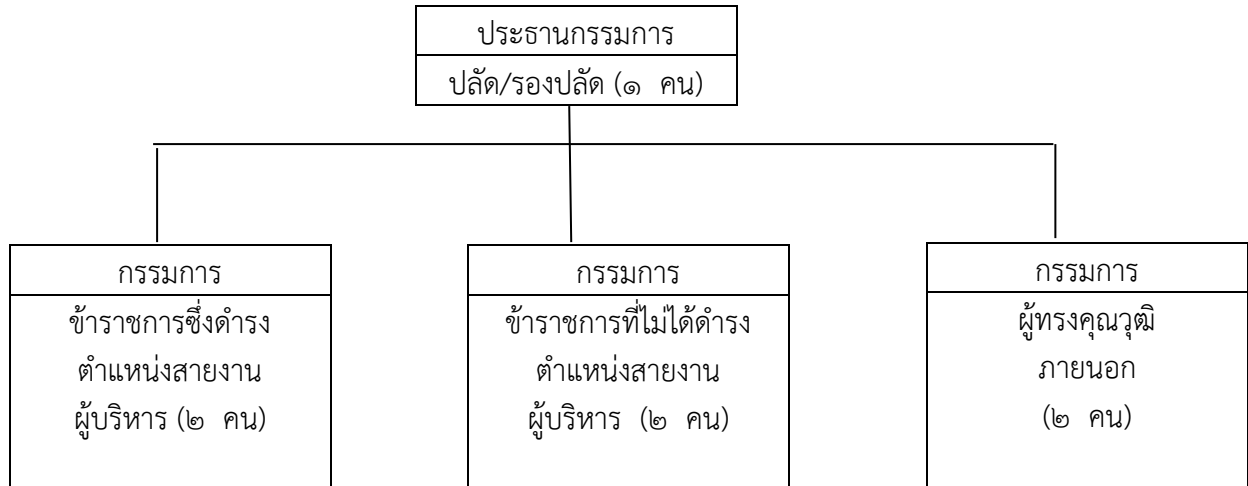 ประธานกรรมการ
ปลัด/รองปลัด (๑ คน)
กรรมการ
ข้าราชการซึ่งดำรง
ตำแหน่งสายงาน
ผู้บริหาร (๒ คน)
กรรมการ
ข้าราชการที่ไม่ได้ดำรง
ตำแหน่งสายงาน
ผู้บริหาร (๒ คน)
กรรมการ
ผู้ทรงคุณวุฒิ
ภายนอก
(๒ คน)